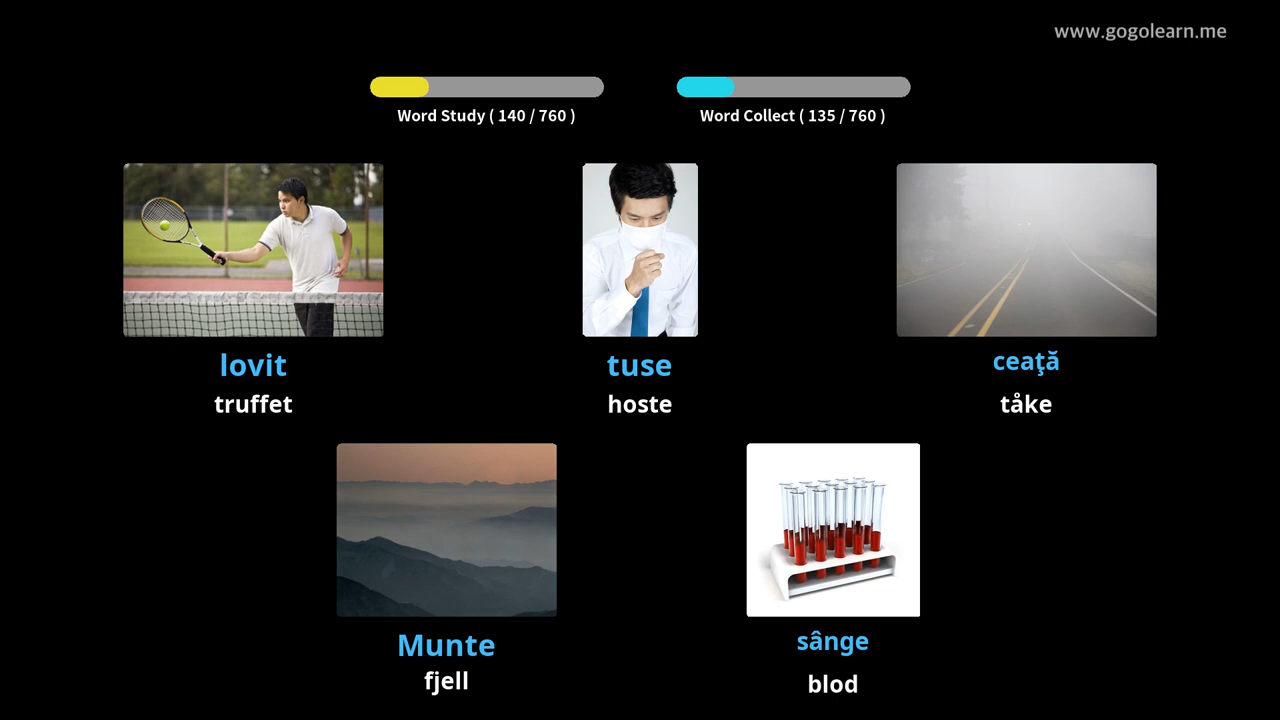 www.gogolearn.me
Word Study ( 140 / 760 )
Word Collect ( 135 / 760 )
lovit
truffet
tuse
hoste
ceaţă
tåke
Munte
fjell
sânge
blod